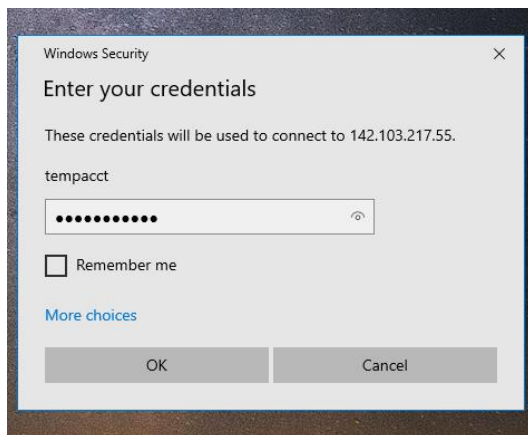 Windows Security
Enter your credentials
These credentials will be used to connect to 142.103.217.55.
tempacct
•••••••••••
Remember me
More choices
OK Cancel